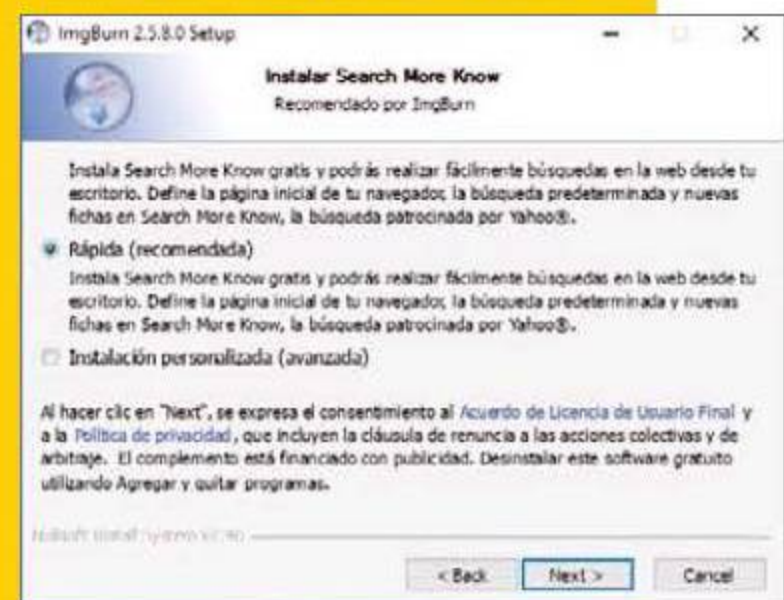 ImgBurn 2.5.8.0 Setup
Instalar Search More Know
Recomendado por ImgBurn
Instala Search More Know gratis y podrás realizar fácilmente búsquedas en la web desde tu
escritorio. Define la página inicial de tu navegador, la búsqueda predeterminada y nuevas
fichas en Search More Know, la búsqueda patrocinada por Yahoo®.
Rápida (recomendada)
Instala Search More Know gratis y podrás realizar fácilmente búsquedas en la web desde tu
escritorio. Define la página inicial de tu navegador, la búsqueda predeterminada y nuevas
fichas en Search More Know, la búsqueda patrocinada por Yahoo®.
Instalación personalizada (avanzada)
Al hacer clic en "Next", se expresa el consentimiento al Acuerdo de Licencia de Usuario Final y
a la Política de privacidad, que incluyen la cláusula de renuncia a las acciones colectivas y de
arbitraje. El complemento está financiado con publicidad. Desinstalar este software gratuito
utilizando Agregar y quitar programas.
Nullsoft Install System
< Back Next > Cancel